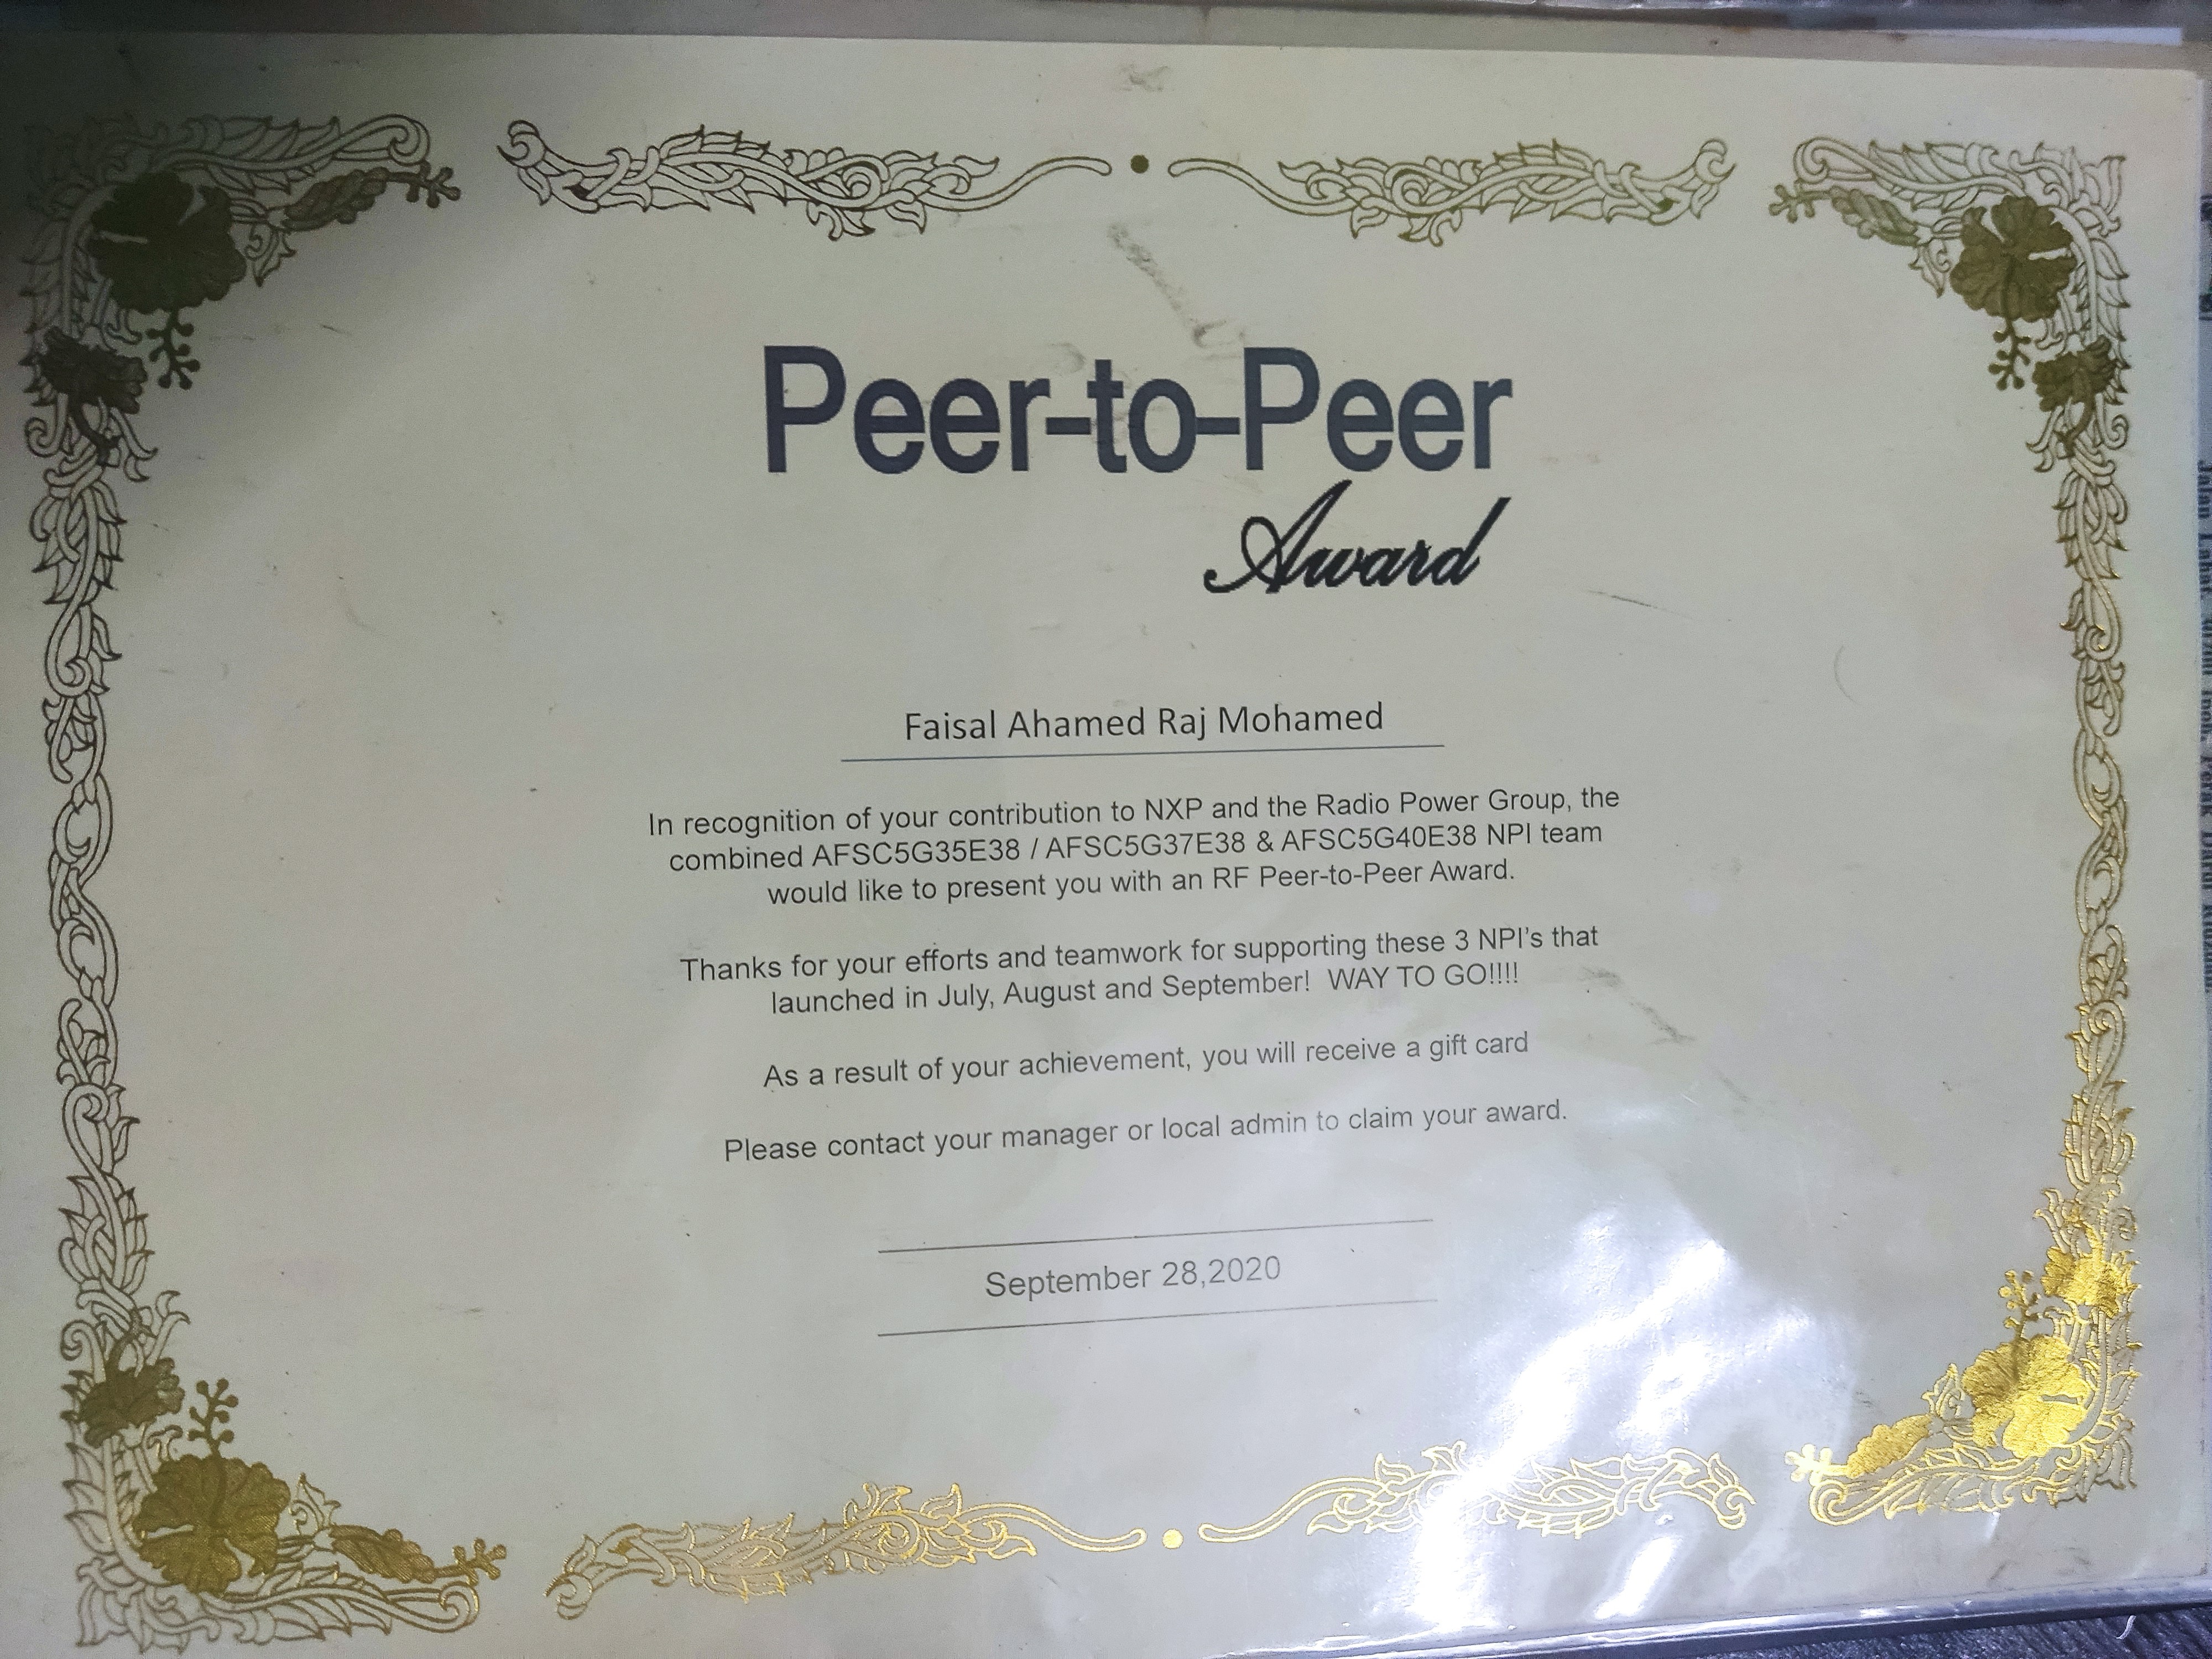 Peer-to-Peer
Award
Faisal Ahamed Raj Mohamed
In recognition of your contribution to NXP and the Radio Power Group, the
combined AFSC5G35E38 / AFSC5G37E38 & AFSC5G40E38 NPI team
would like to present you with an RF Peer-to-Peer Award.
Thanks for your efforts and teamwork for supporting these 3 NPI's that
launched in July, August and September!  WAY TO GO!!!!
As a result of your achievement, you will receive a gift card
Please contact your manager or local admin to claim your award.
September 28,2020